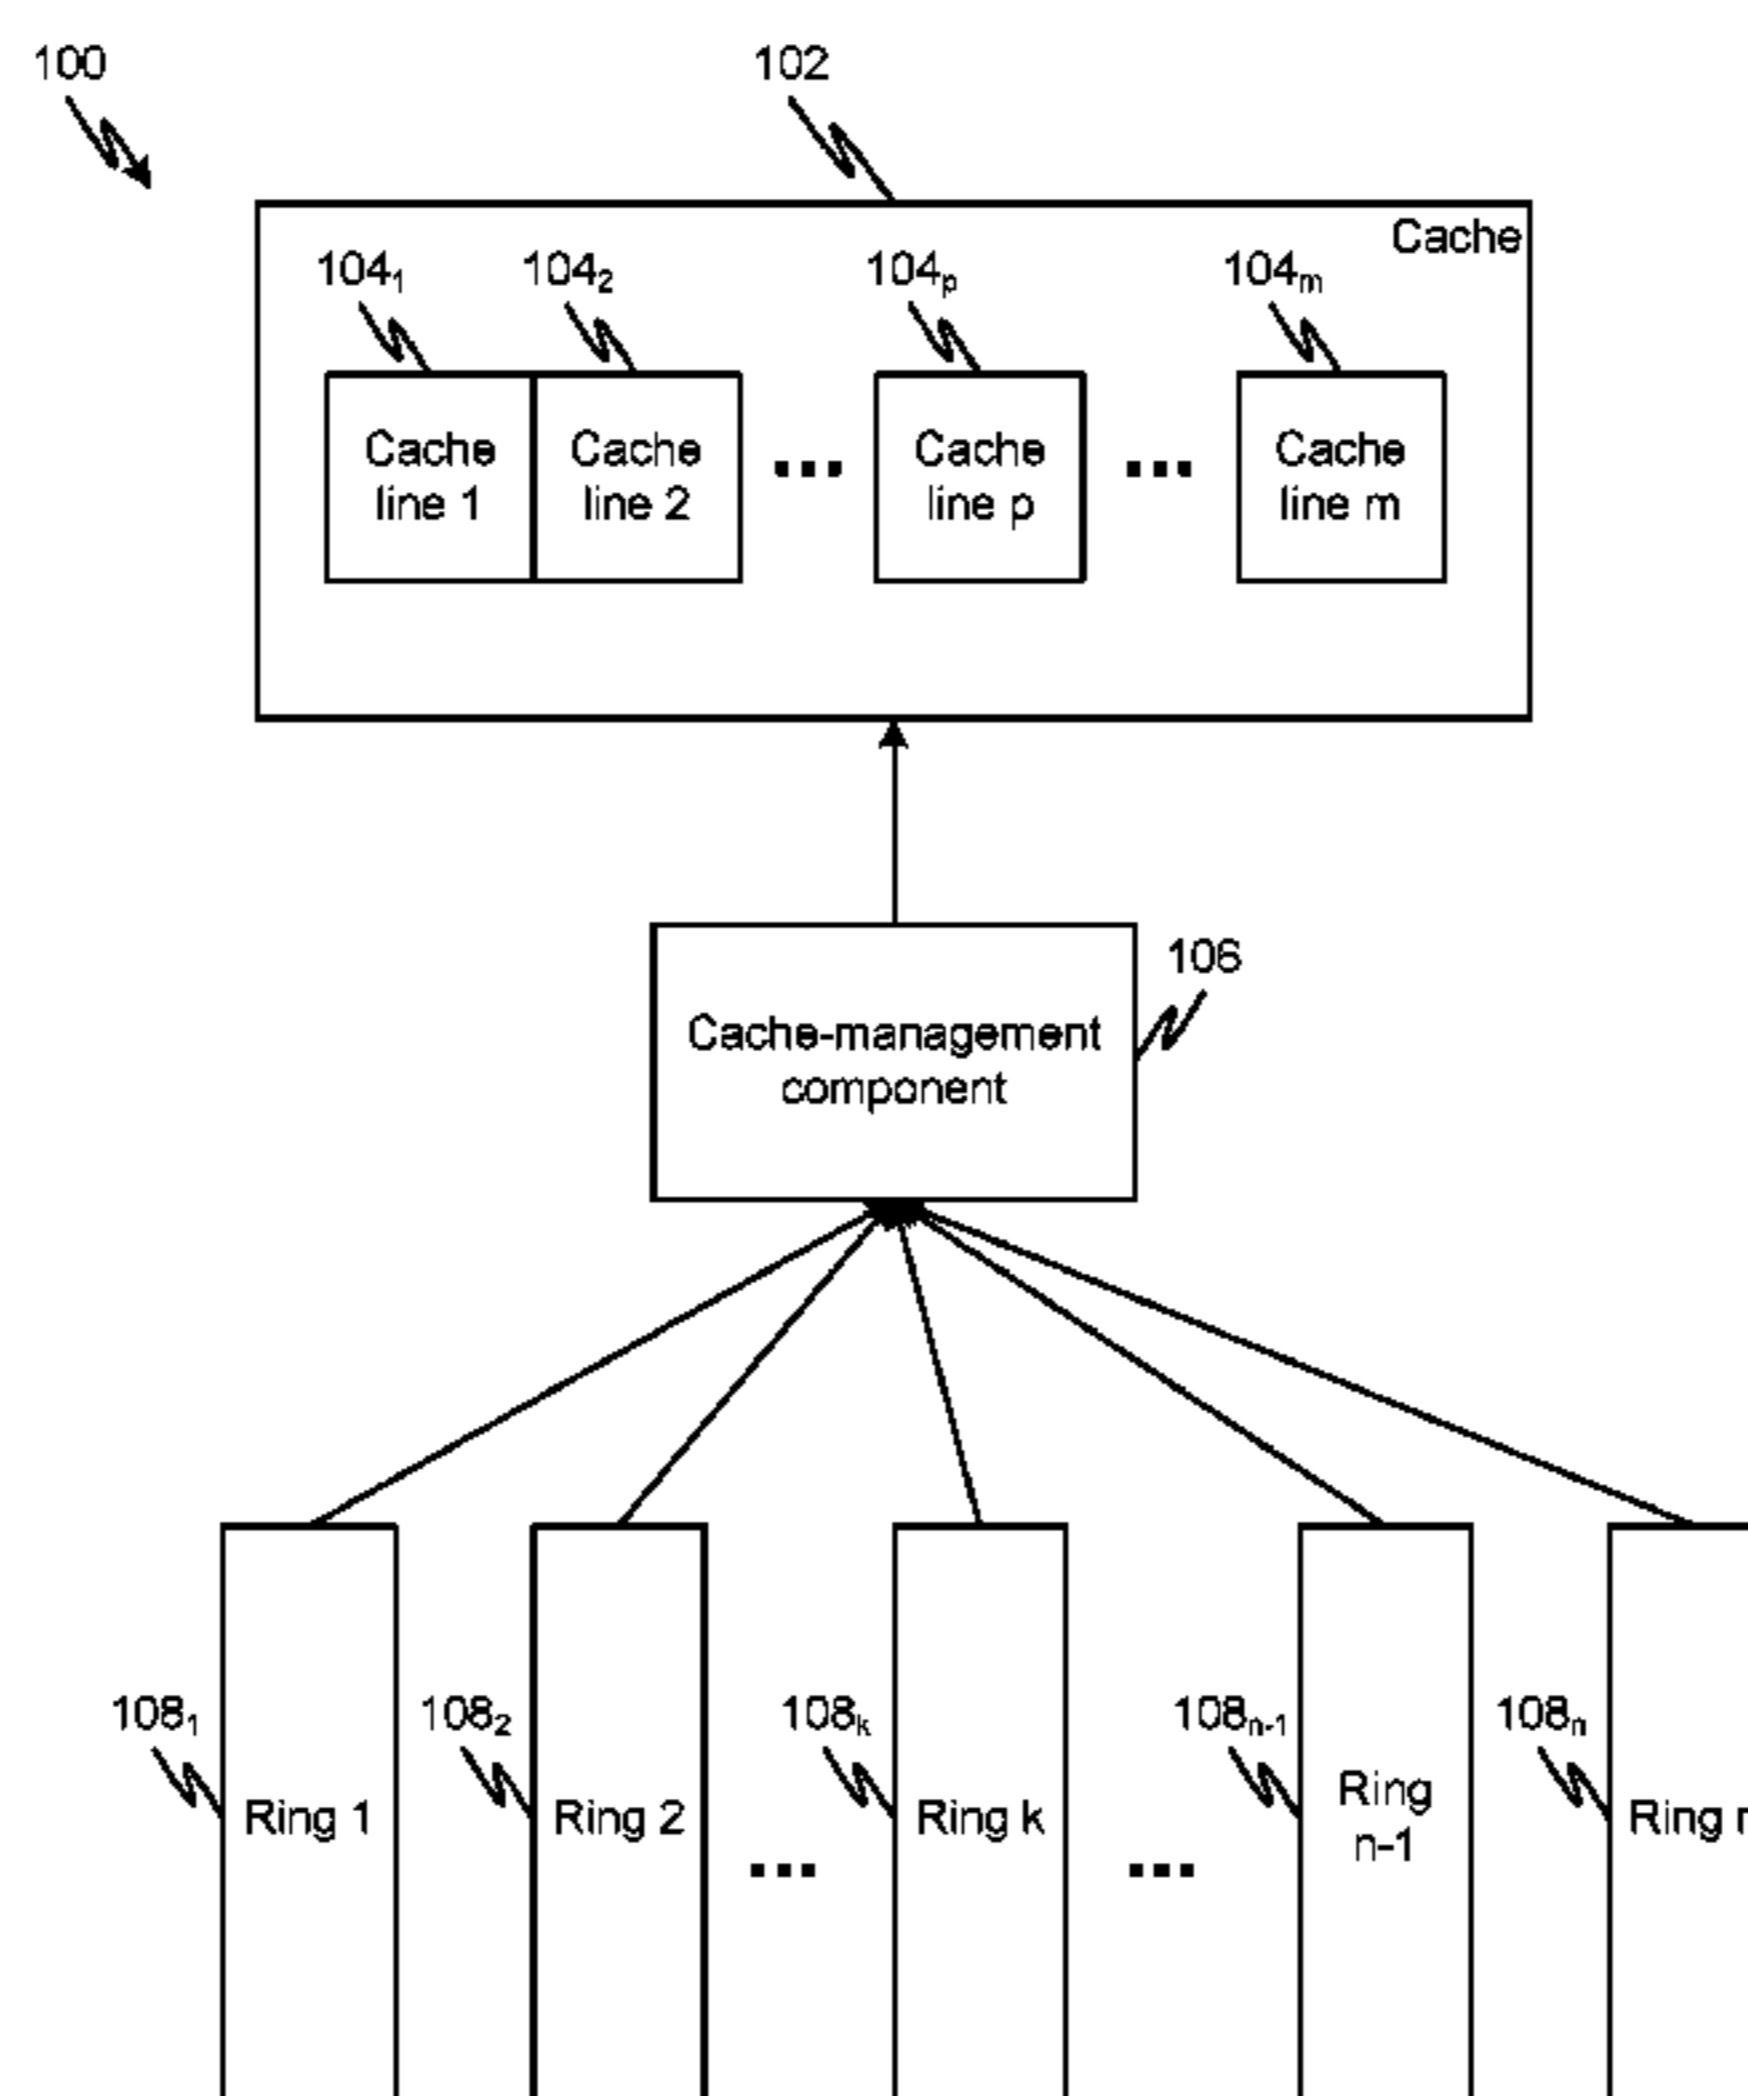 100
102
Cache
104₁
104₂
104ₚ
104ₘ
Cache
line 1
Cache
line 2
...
Cache
line p
...
Cache
line m
106
Cache-management
component
108₁
108₂
108ₖ
108ₙ₋₁
108ₙ
Ring 1
Ring 2
...
Ring k
...
Ring
n-1
Ring